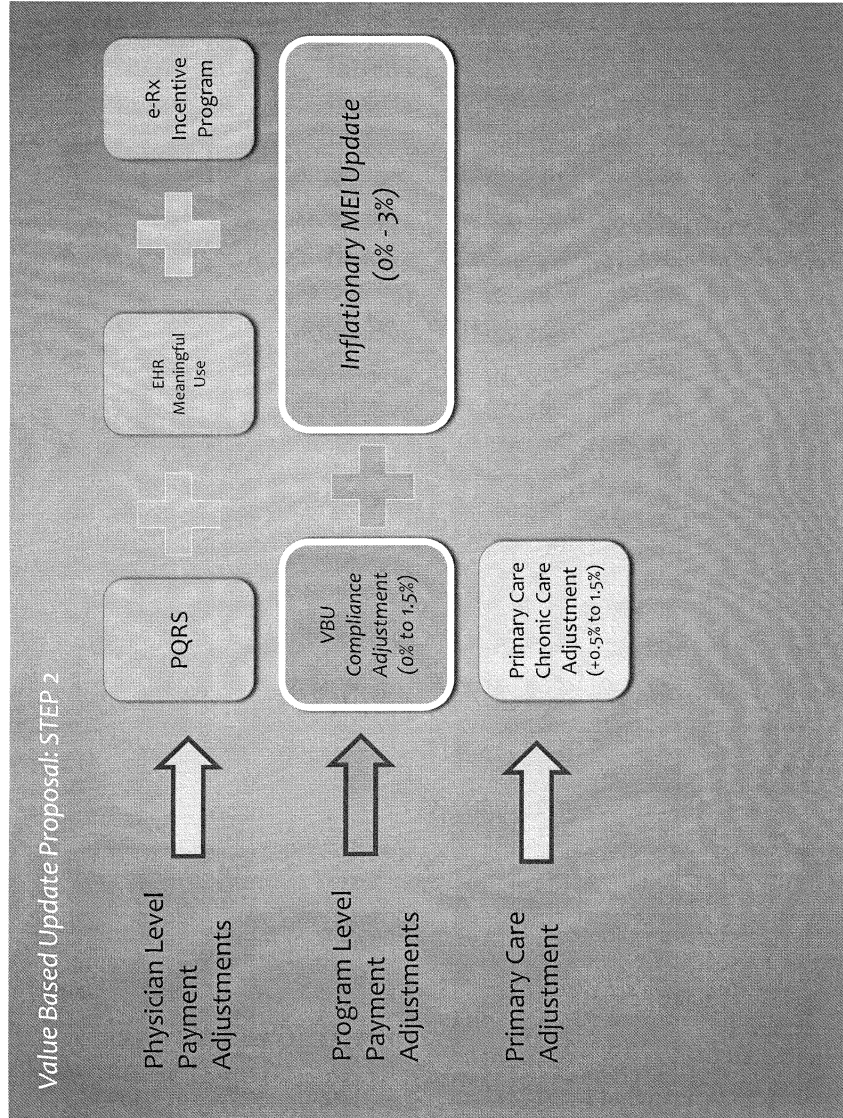 Value Based Update Proposal: STEP 2
Physician Level
Payment
Adjustments
PQRS
EHR
Meaningful
Use
e-Rx
Incentive
Program
Program Level
Payment
Adjustments
VBU
Compliance
Adjustment
(0% to 1.5%)
Inflationary MEI Update
(0% - 3%)
Primary Care
Adjustment
Primary Care
Chronic Care
Adjustment
(+0.5% to 1.5%)